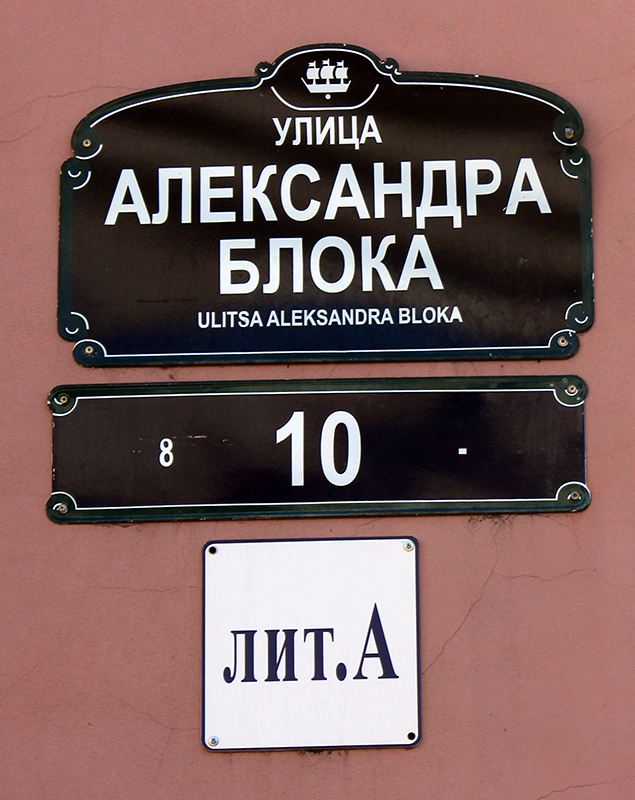 УЛИЦА
АЛЕКСАНДРА
БЛОКА
ULITSA ALEKSANDRA BLOKA
8 10 -
ЛИТ.А